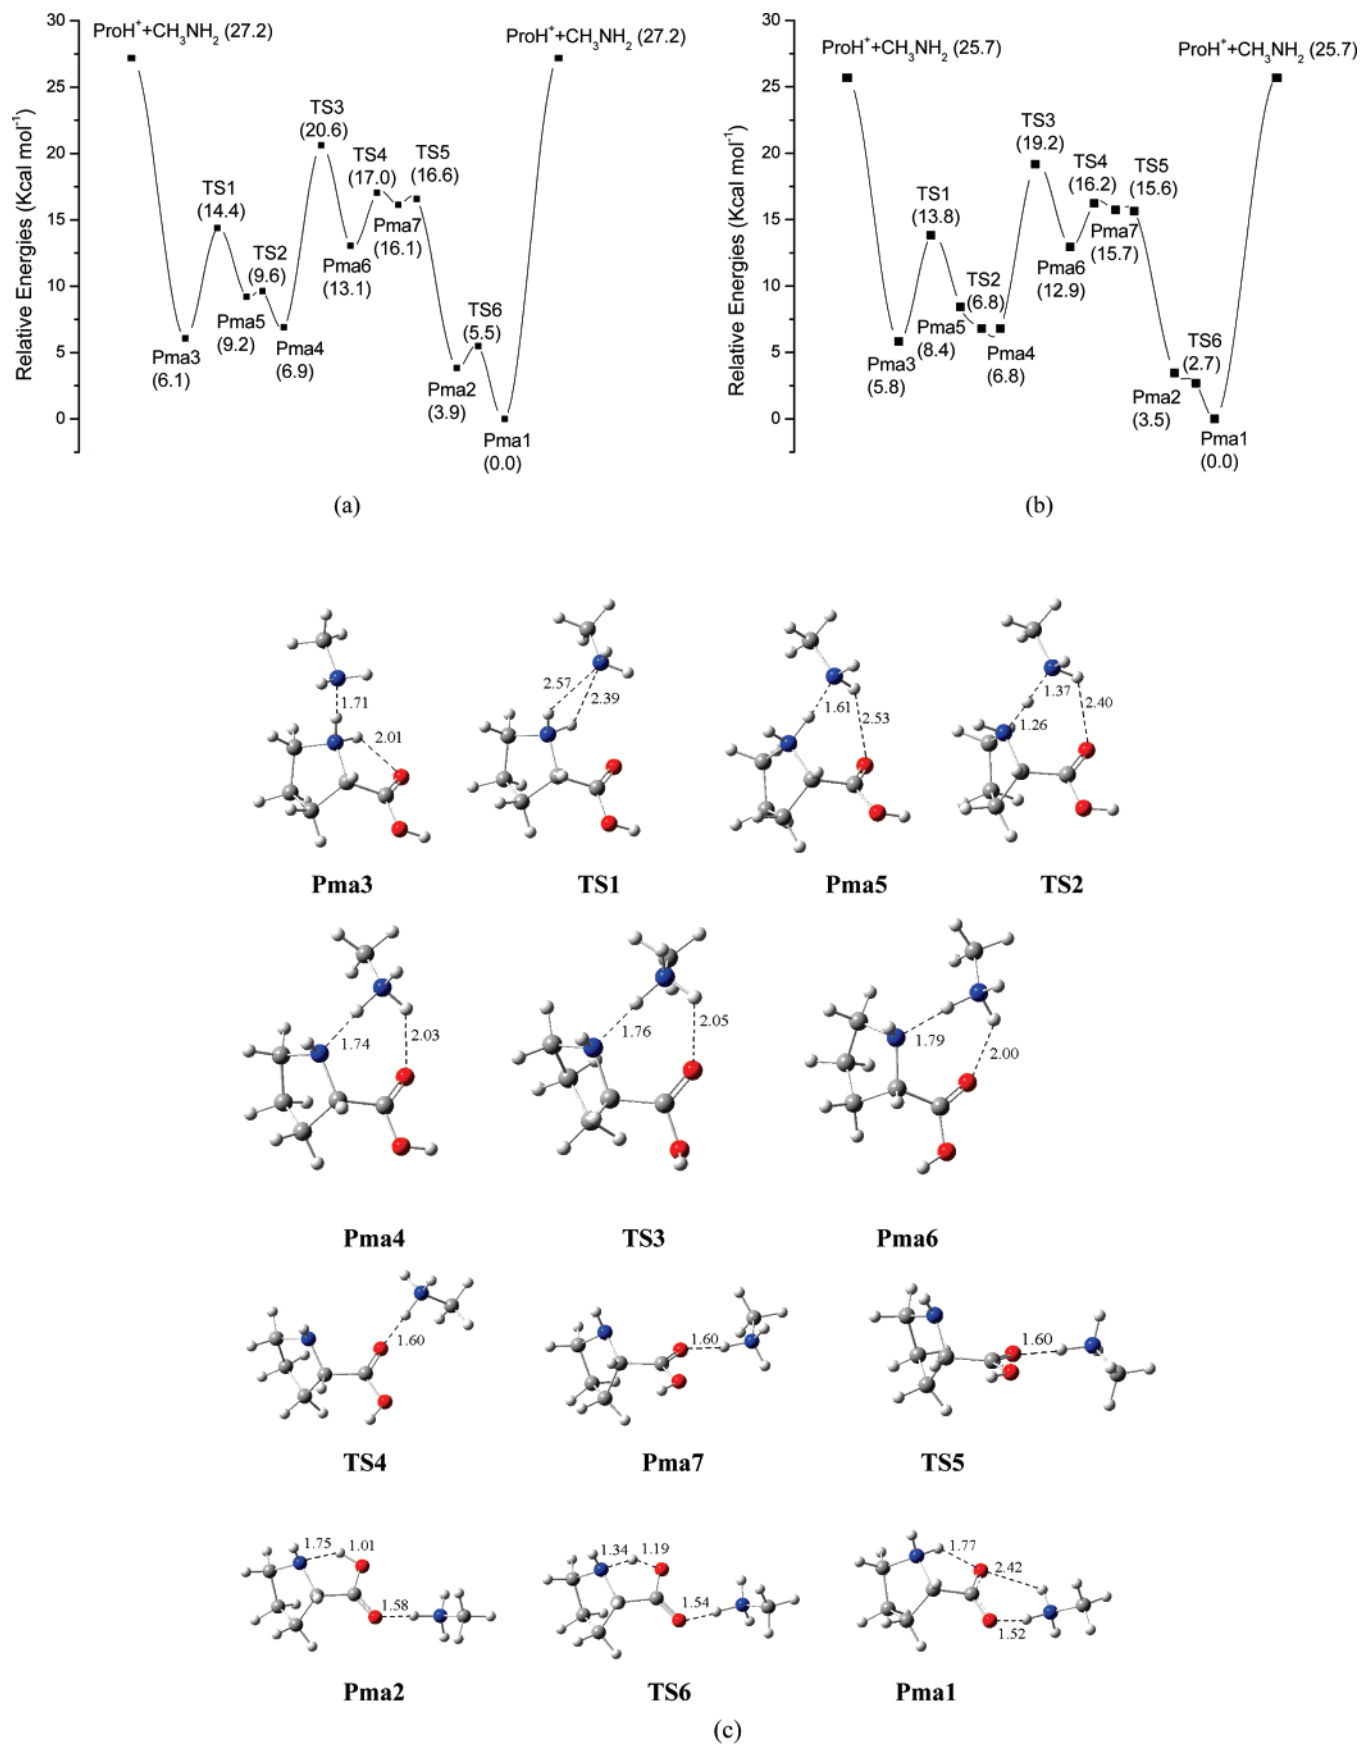 30
25
20
15
10
5
0
Relative Energies (Kcal mol⁻¹)
ProH⁺+CH₃NH₂ (27.2)
ProH⁺+CH₃NH₂ (27.2)
TS3
(20.6)
TS4
(17.0)
TS5
(16.6)
TS1
(14.4)
Pma7
(16.1)
TS2
(9.6)
Pma6
(13.1)
Pma5
(9.2)
TS6
(5.5)
Pma3
(6.1)
Pma4
(6.9)
Pma2
(3.9)
Pma1
(0.0)
(a)
30
25
20
15
10
5
0
Relative Energies (Kcal mol⁻¹)
ProH⁺+CH₃NH₂ (25.7)
ProH⁺+CH₃NH₂ (25.7)
TS3
(19.2)
TS4
(16.2)
TS5
(15.6)
TS1
(13.8)
Pma7
(15.7)
TS2
(6.8)
Pma6
(12.9)
Pma5
(8.4)
TS6
(2.7)
Pma3
(5.8)
Pma4
(6.8)
Pma2
(3.5)
Pma1
(0.0)
(b)
1.71
2.01
Pma3
2.57
2.39
TS1
1.61
2.53
Pma5
1.37
1.26
2.40
TS2
1.74
2.03
Pma4
1.76
2.05
TS3
1.79
2.00
Pma6
1.60
TS4
1.60
Pma7
1.60
TS5
1.75
1.01
1.58
Pma2
1.34
1.19
1.54
TS6
1.77
2.42
1.52
Pma1
(c)